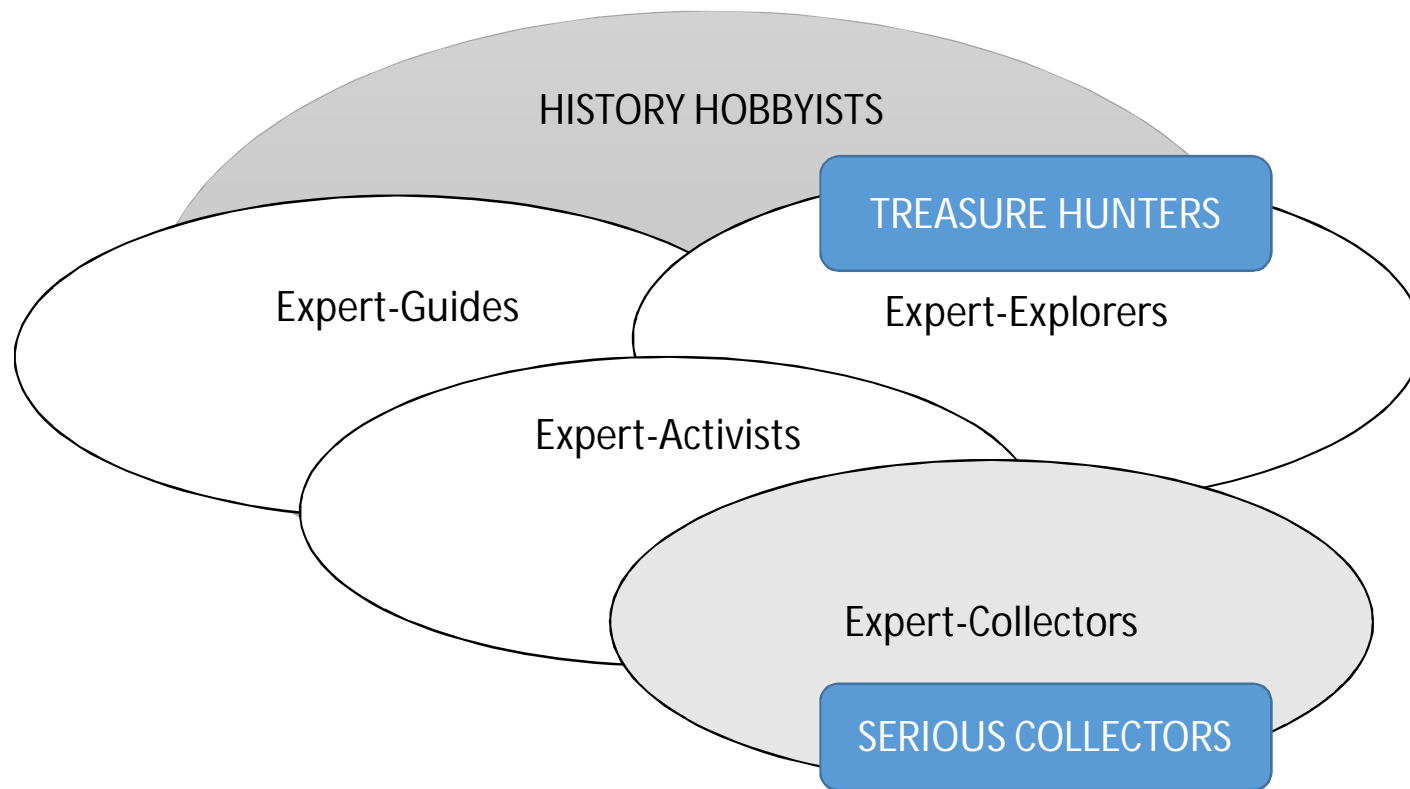 HISTORY HOBBYISTS
TREASURE HUNTERS
Expert-Guides
Expert-Explorers
Expert-Activists
Expert-Collectors
SERIOUS COLLECTORS